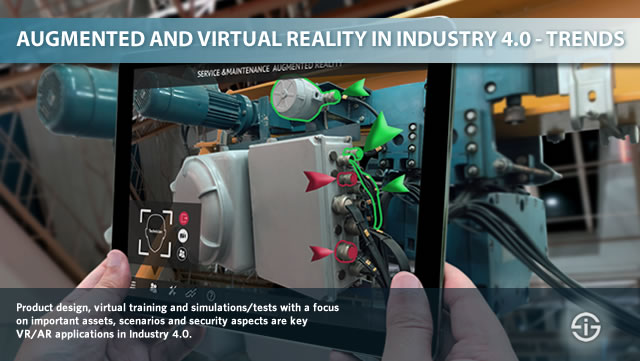 AUGMENTED AND VIRTUAL REALITY IN INDUSTRY 4.0 - TRENDS
SERVICE &MAINTENANCE AUGMENTED REALITY
Product design, virtual training and simulations/tests with a focus
on important assets, scenarios and security aspects are key
VR/AR applications in Industry 4.0.